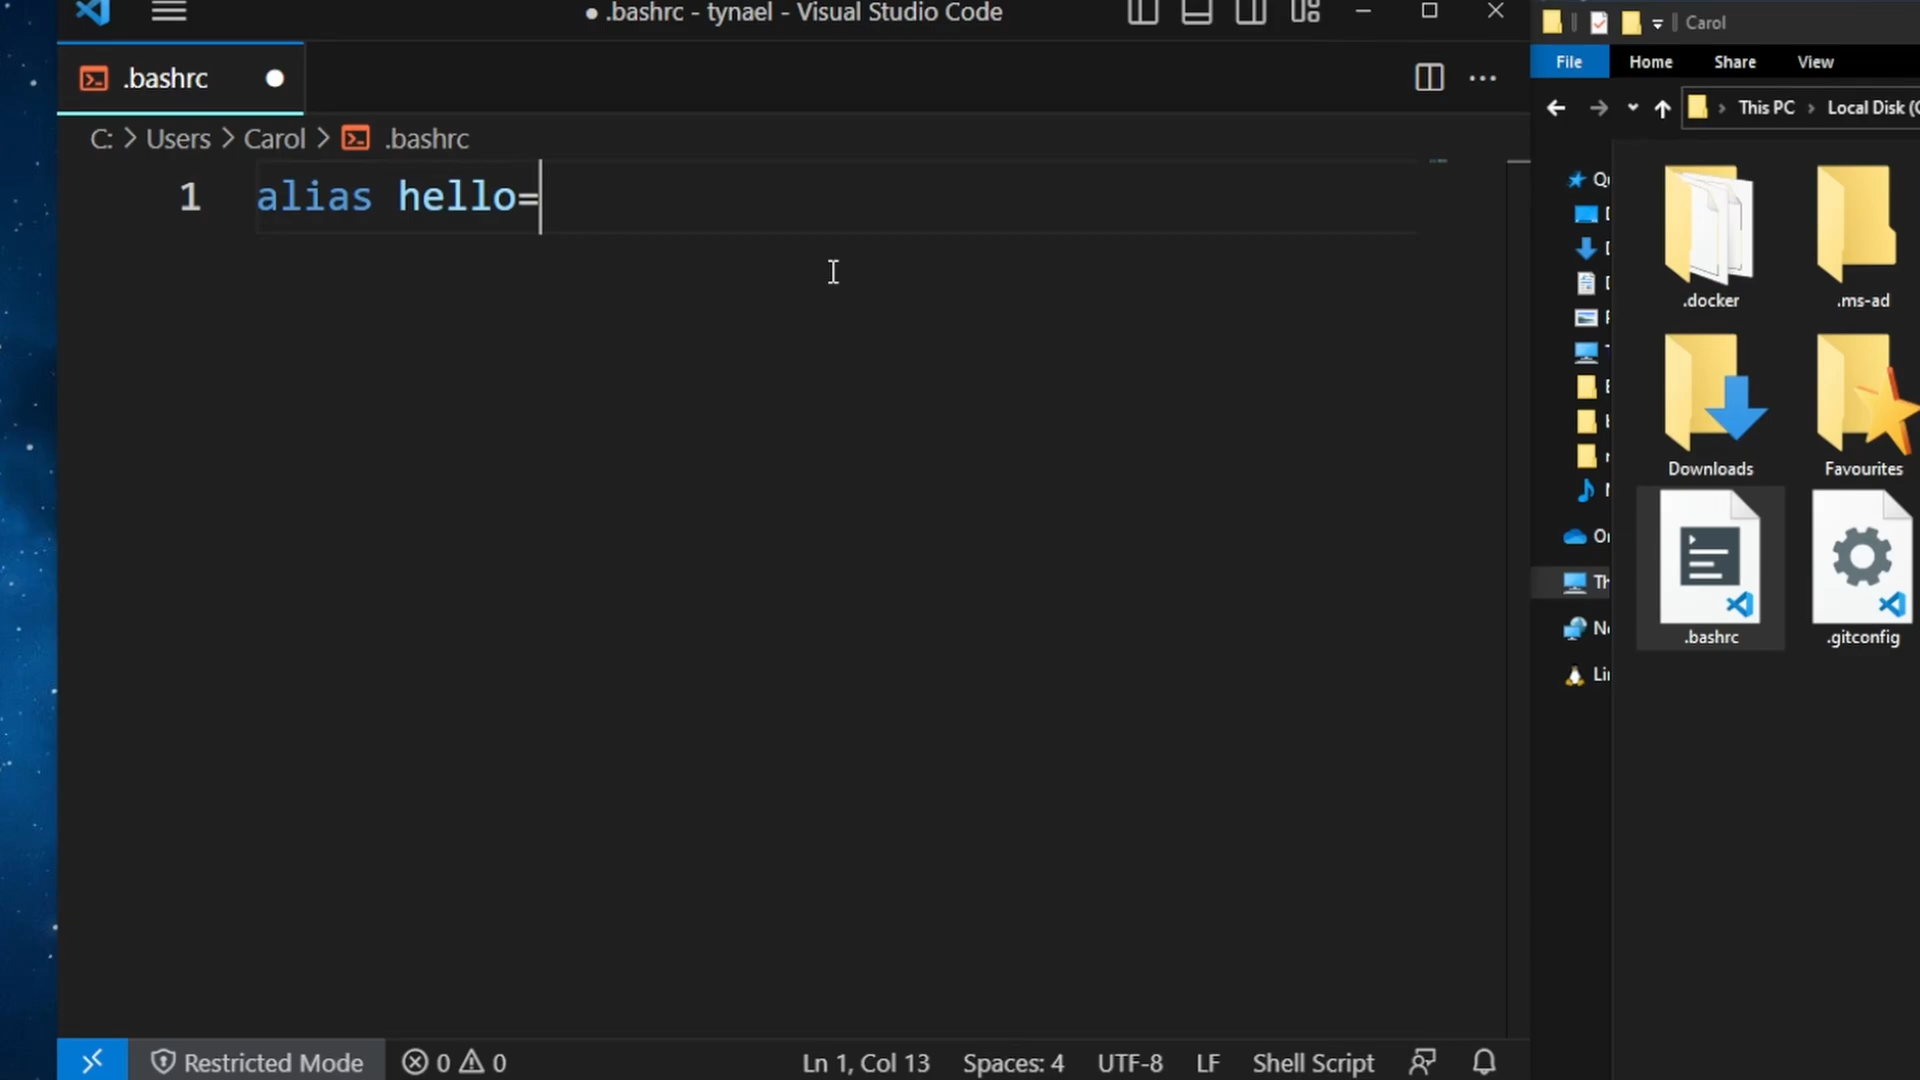 ● .bashrc - tynael - Visual Studio Code
.bashrc
C: > Users > Carol > .bashrc
1 alias hello=
Restricted Mode 0 0 Ln 1, Col 13 Spaces: 4 UTF-8 LF Shell Script
Carol
File Home Share View
This PC › Local Disk (
.docker .ms-ad
Downloads Favourites
.bashrc .gitconfig